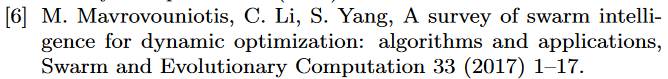 [6] M. Mavrovouniotis, C. Li, S. Yang, A survey of swarm intelli-
gence for dynamic optimization: algorithms and applications,
Swarm and Evolutionary Computation 33 (2017) 1–17.